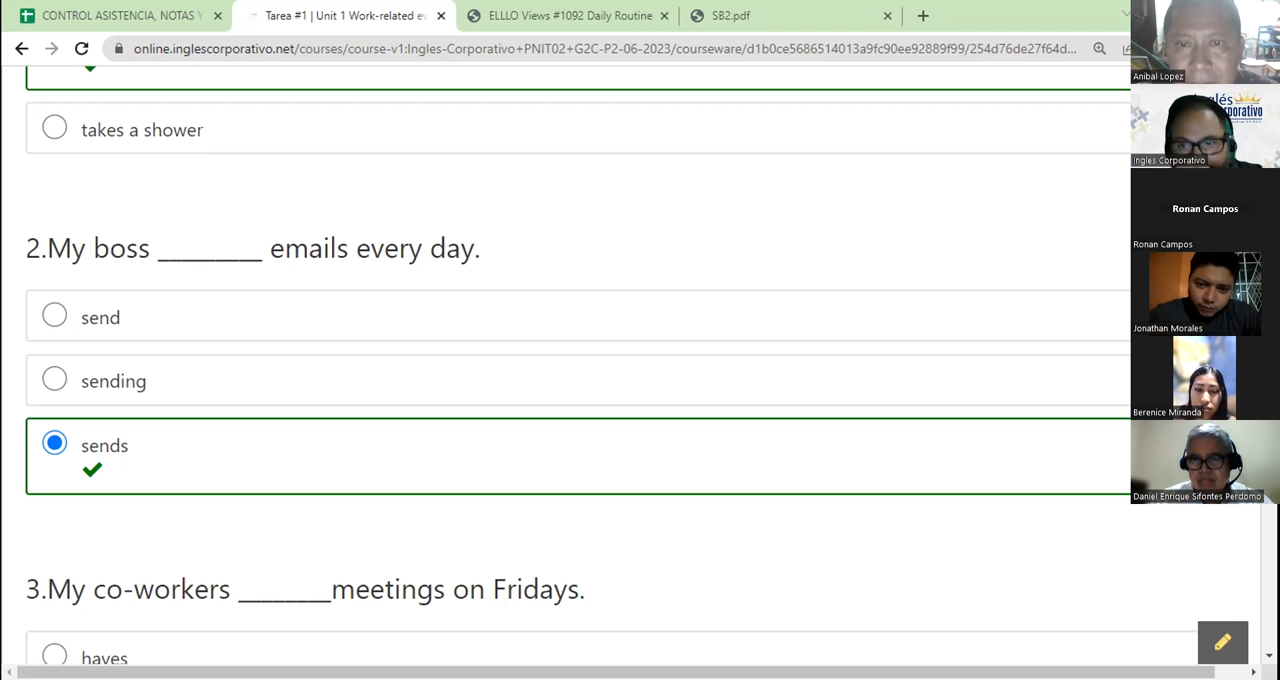 CONTROL ASISTENCIA, NOTAS Y
Tarea #1 | Unit 1 Work-related ev
ELLLO Views #1092 Daily Routine
SB2.pdf
online.inglescorporativo.net/courses/course-v1:Ingles-Corporativo+PNIT02+G2C-P2-06-2023/courseware/d1b0ce5686514013a9fc90ee92889f99/254d76de27f64d...
takes a shower
2.My boss _________ emails every day.
send
sending
sends
3.My co-workers ________meetings on Fridays.
haves
Anibal Lopez
Ingles Corporativo
Ronan Campos
Ronan Campos
Jonathan Morales
Berenice Miranda
Daniel Enrique Sifontes Perdomo